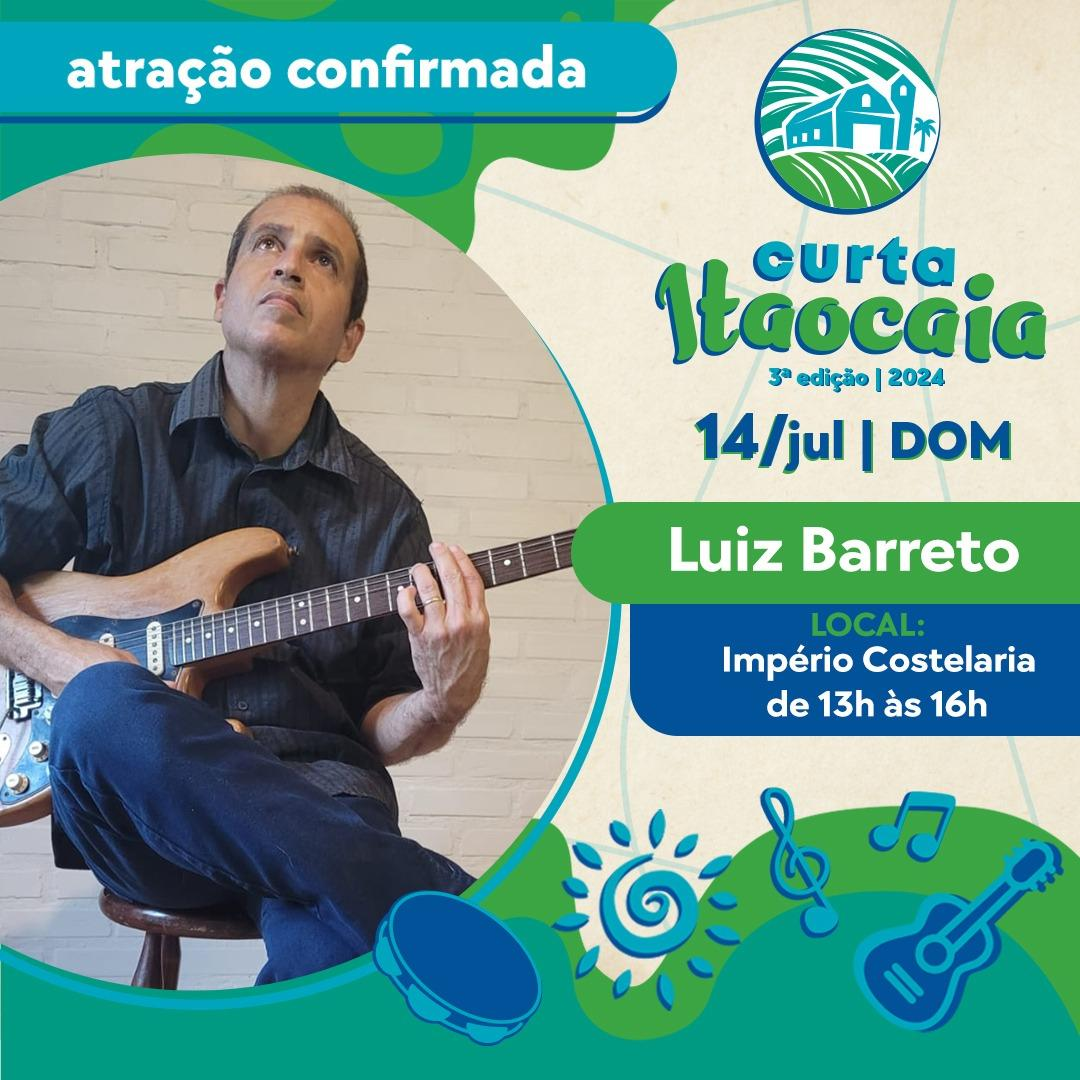 atração confirmada
curta
Itaocaia
3ª edição | 2024
14/jul | DOM
Luiz Barreto
LOCAL:
Império Costelaria
de 13h às 16h